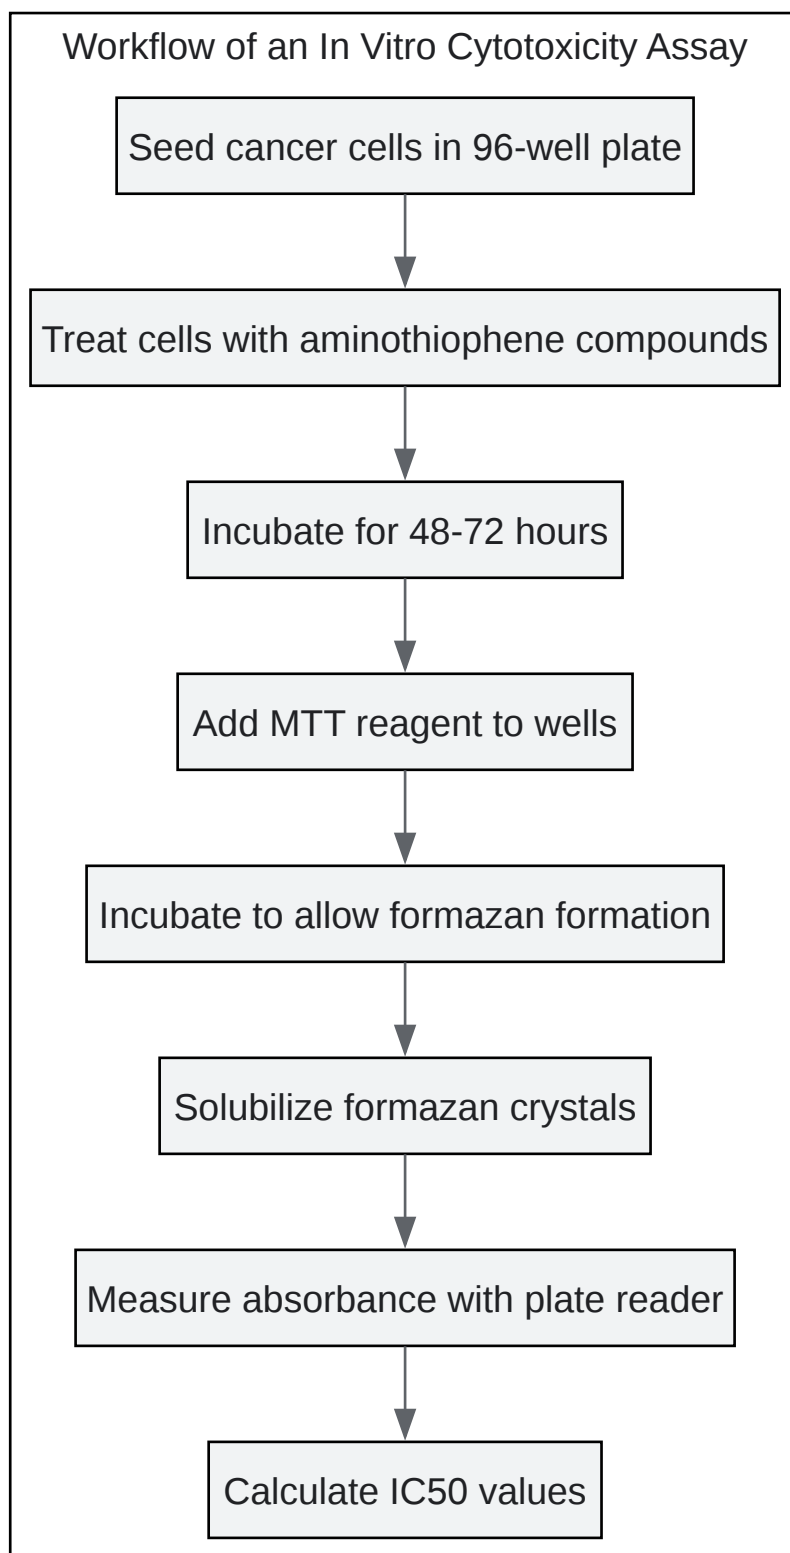 Workflow of an In Vitro Cytotoxicity Assay
Seed cancer cells in 96-well plate
Treat cells with aminothiophene compounds
Incubate for 48-72 hours
Add MTT reagent to wells
Incubate to allow formazan formation
Solubilize formazan crystals
Measure absorbance with plate reader
Calculate IC50 values